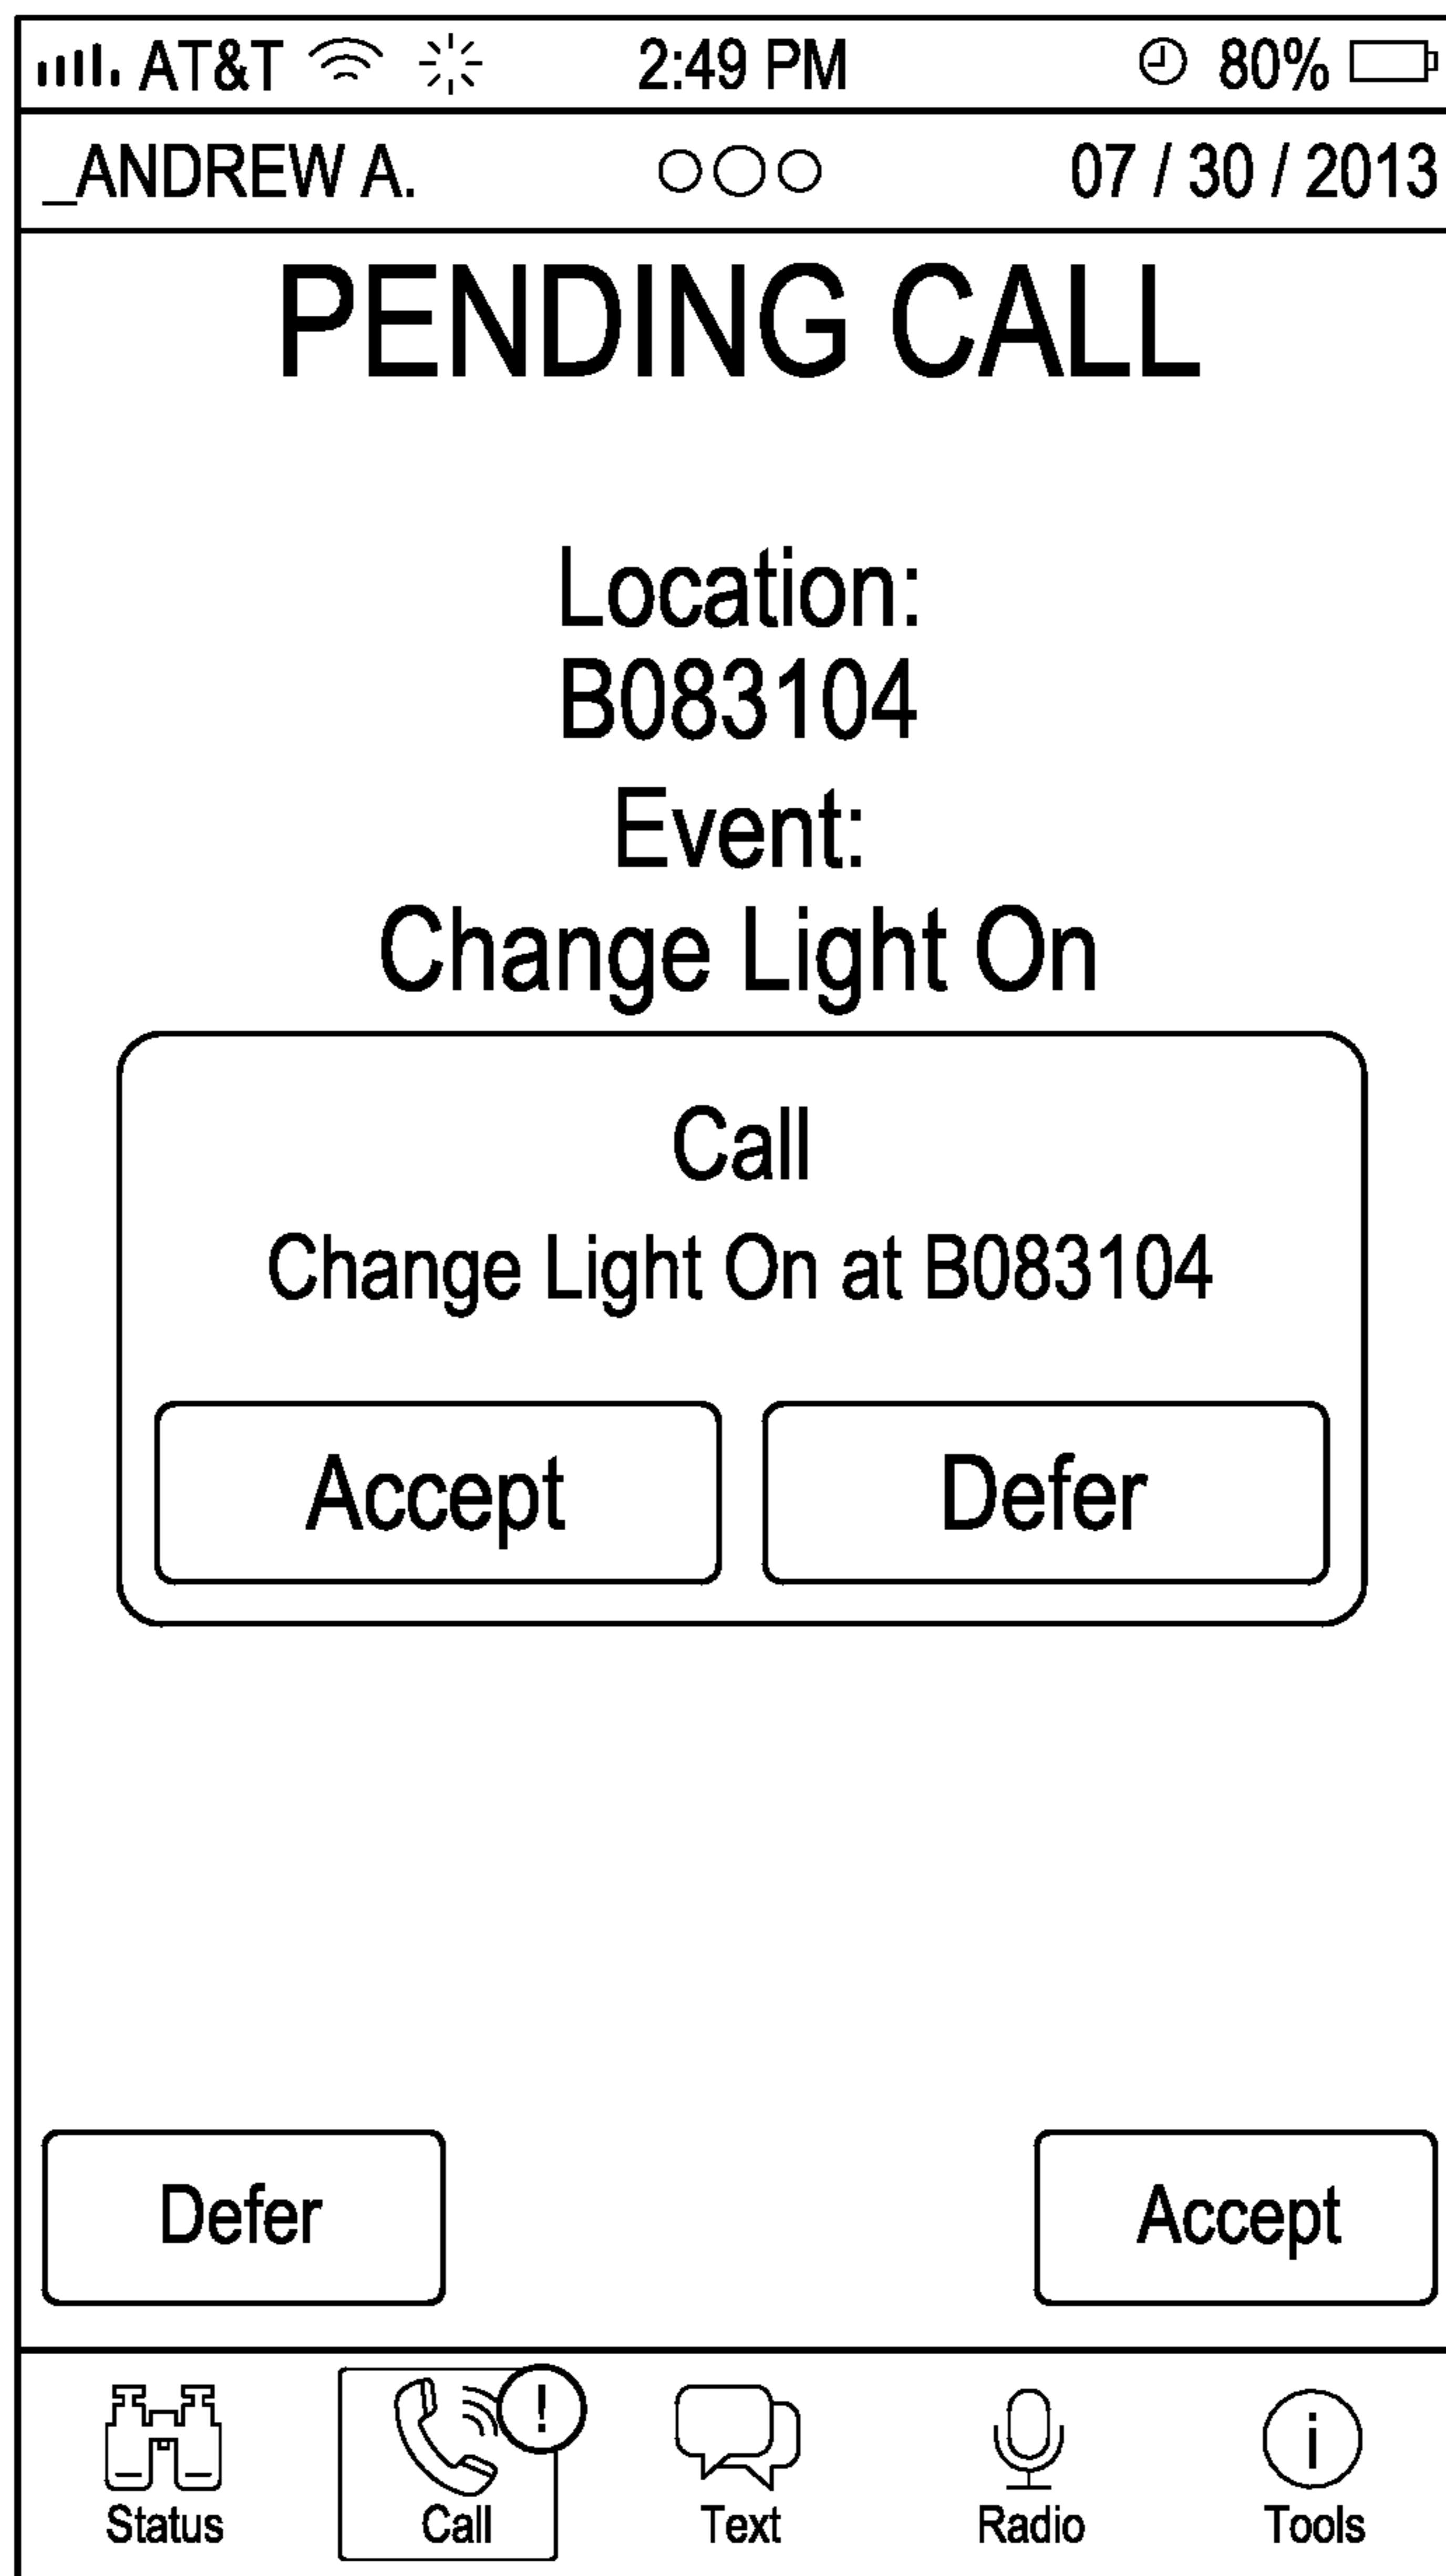 AT&T 2:49 PM 80%
_ANDREW A. 07 / 30 / 2013
PENDING CALL
Location:
B083104
Event:
Change Light On
Call
Change Light On at B083104
Accept Defer
Defer Accept
!
i
Status Call Text Radio Tools